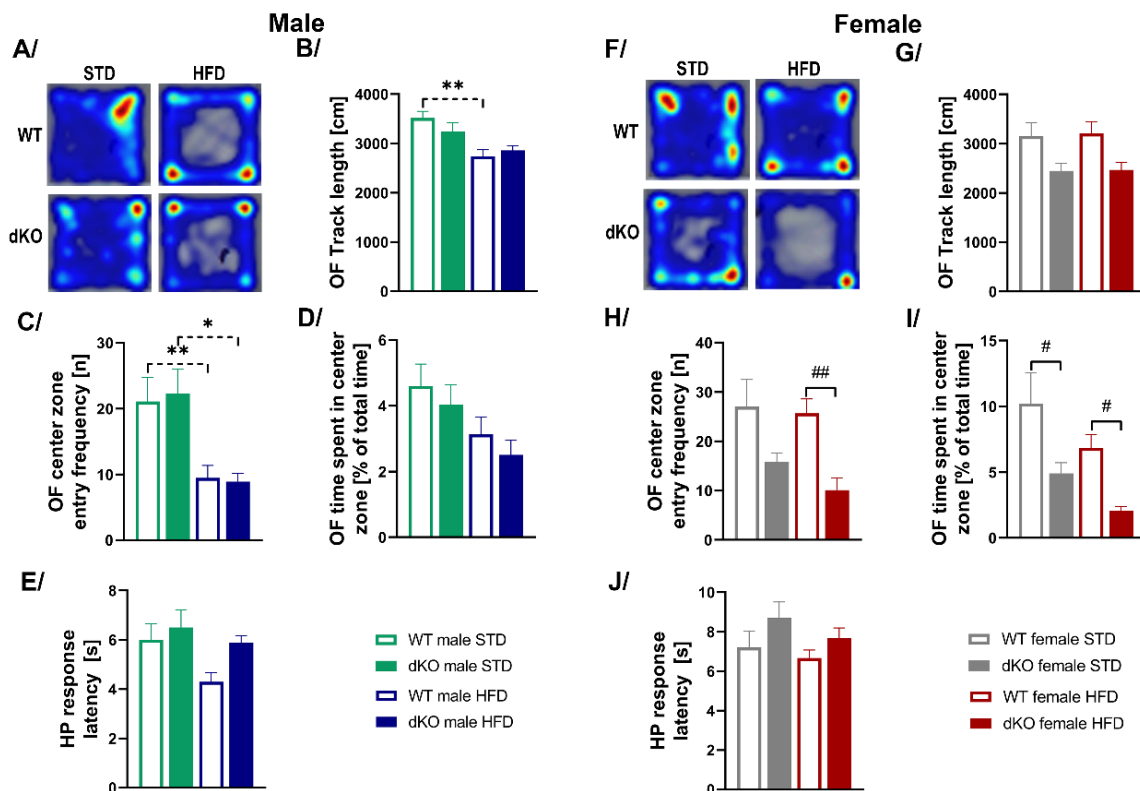 Male
Female
A/
STD
HFD
WT
dKO
B/
OF Track length [cm]
4000
3000
2000
1000
0
**
C/
OF center zone
entry frequency [n]
30
20
10
0
**
*
D/
OF time spent in center
zone [% of total time]
6
4
2
0
E/
HP response
latency [s]
8
6
4
2
0
WT male STD
dKO male STD
WT male HFD
dKO male HFD
F/
STD
HFD
WT
dKO
G/
OF Track length [cm]
4000
3000
2000
1000
0
H/
OF center zone
entry frequency [n]
40
30
20
10
0
##
I/
OF time spent in center
zone [% of total time]
15
10
5
0
#
#
J/
HP response
latency [s]
10
8
6
4
2
0
WT female STD
dKO female STD
WT female HFD
dKO female HFD